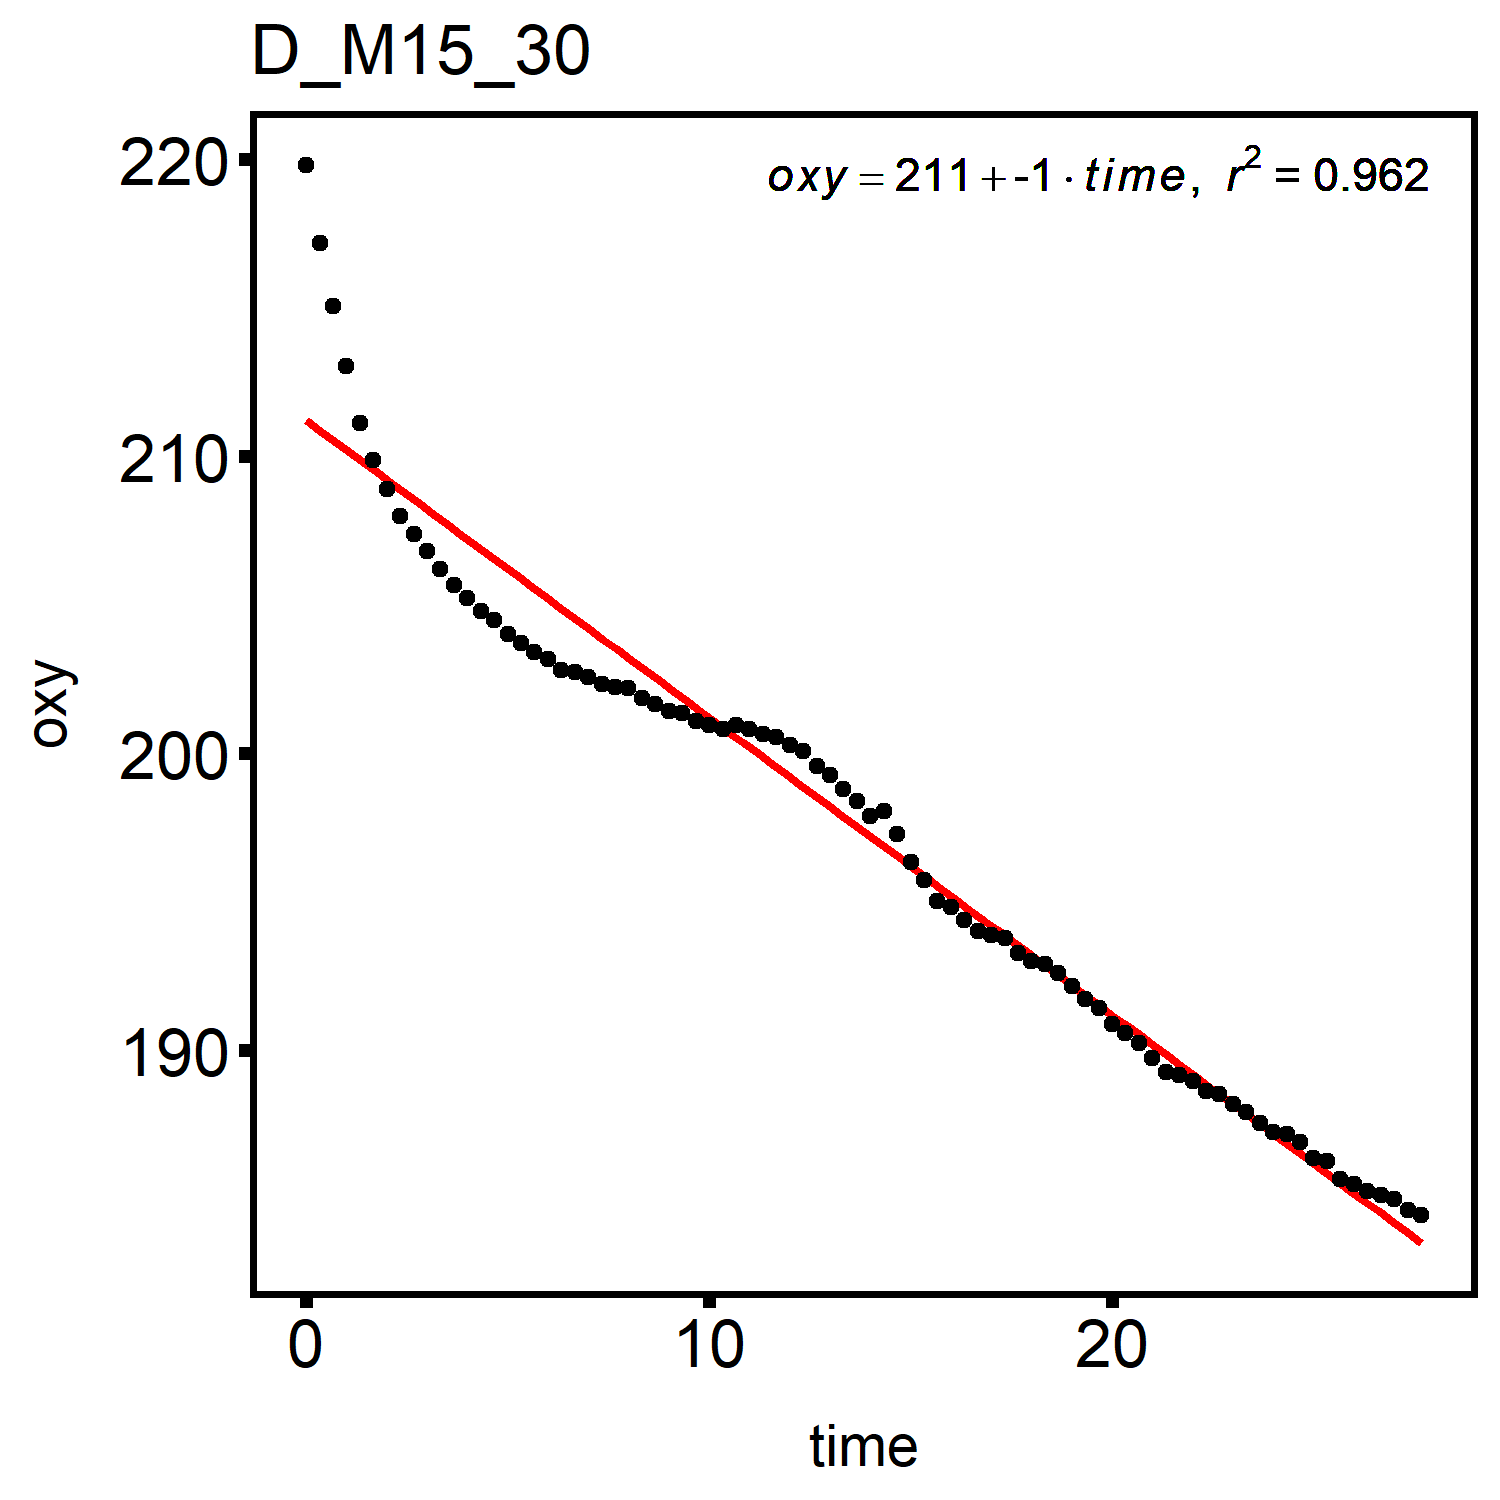 D_M15_30
oxy = 211 + -1 · time, r² = 0.962
220
210
200
190
oxy
0 10 20
time